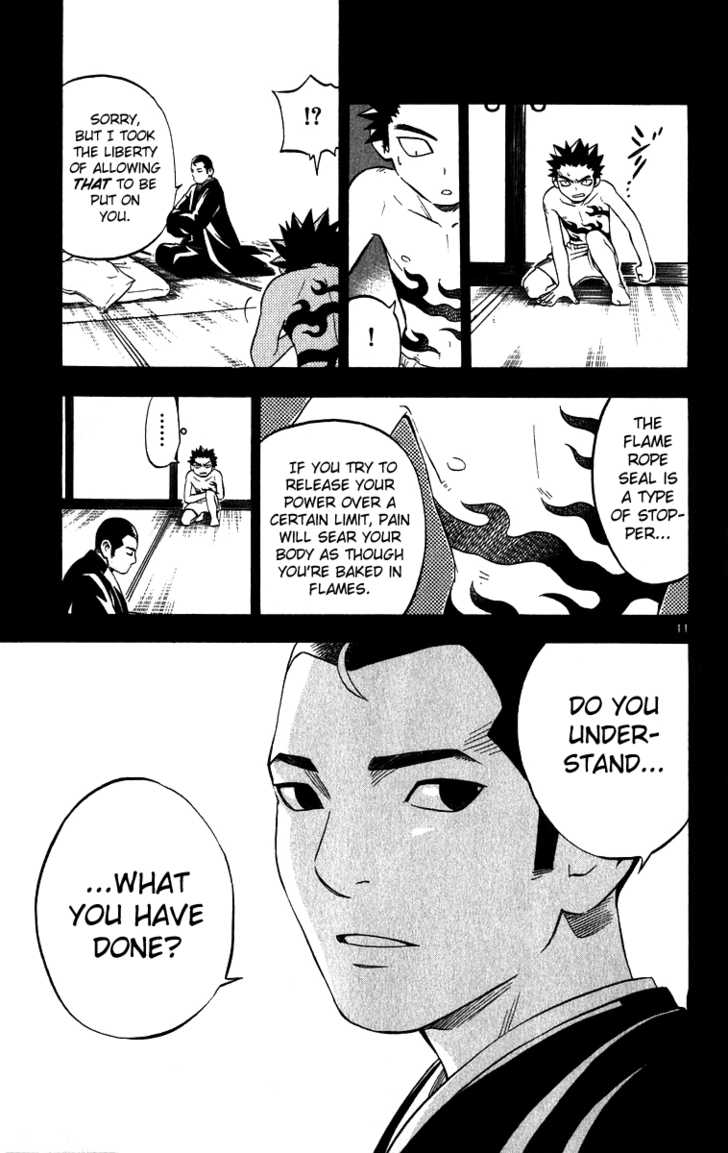 !
!?
SORRY,
BUT I TOOK
THE LIBERTY
OF ALLOWING
THAT TO BE
PUT ON
YOU.
THE
FLAME
ROPE
SEAL IS
A TYPE
OF STOP-
PER...
IF YOU TRY TO
RELEASE YOUR
POWER OVER A
CERTAIN LIMIT, PAIN
WILL SEAR YOUR
BODY AS THOUGH
YOU'RE BAKED IN
FLAMES.
......
11
DO YOU
UNDER-
STAND...
...WHAT
YOU HAVE
DONE?